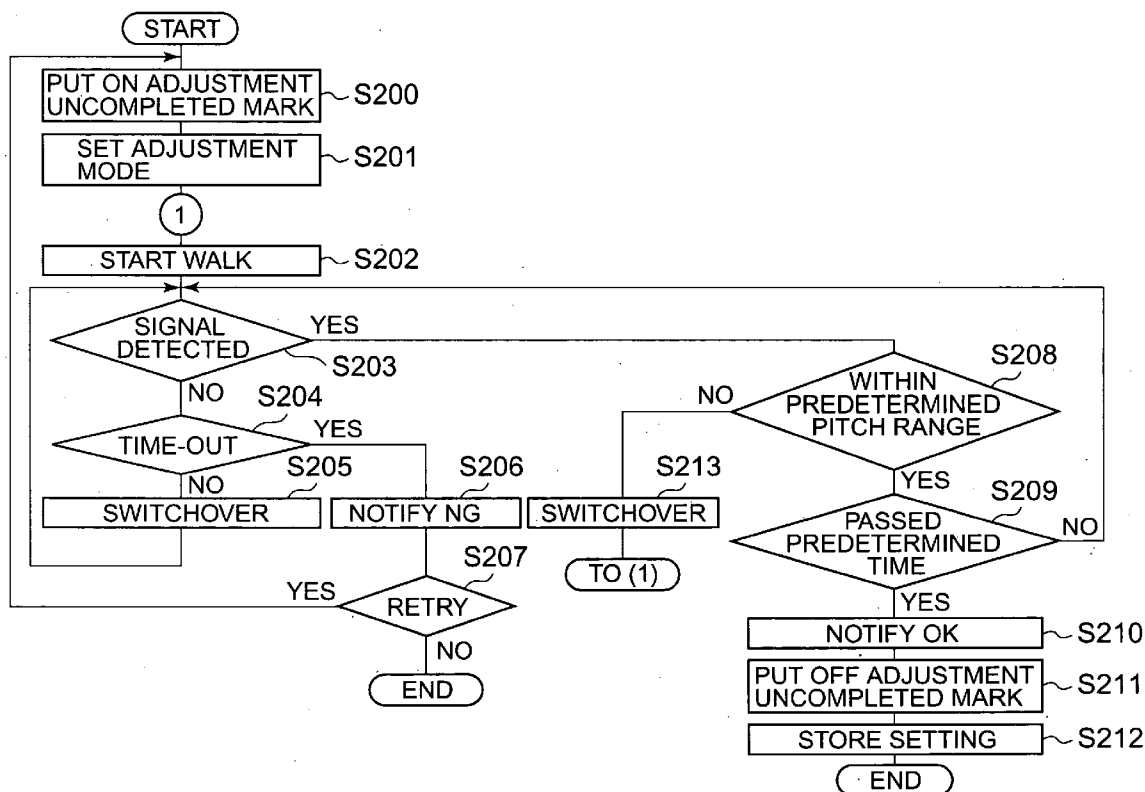 START
PUT ON ADJUSTMENT
UNCOMPLETED MARK
S200
SET ADJUSTMENT
MODE
S201
1
START WALK
S202
SIGNAL
DETECTED
YES
S203
NO
S204
TIME-OUT
YES
NO
S205
SWITCHOVER
S206
NOTIFY NG
S207
YES
RETRY
NO
END
S208
WITHIN
PREDETERMINED
PITCH RANGE
NO
S213
SWITCHOVER
TO (1)
YES
S209
PASSED
PREDETERMINED
TIME
NO
YES
NOTIFY OK
S210
PUT OFF ADJUSTMENT
UNCOMPLETED MARK
S211
STORE SETTING
S212
END